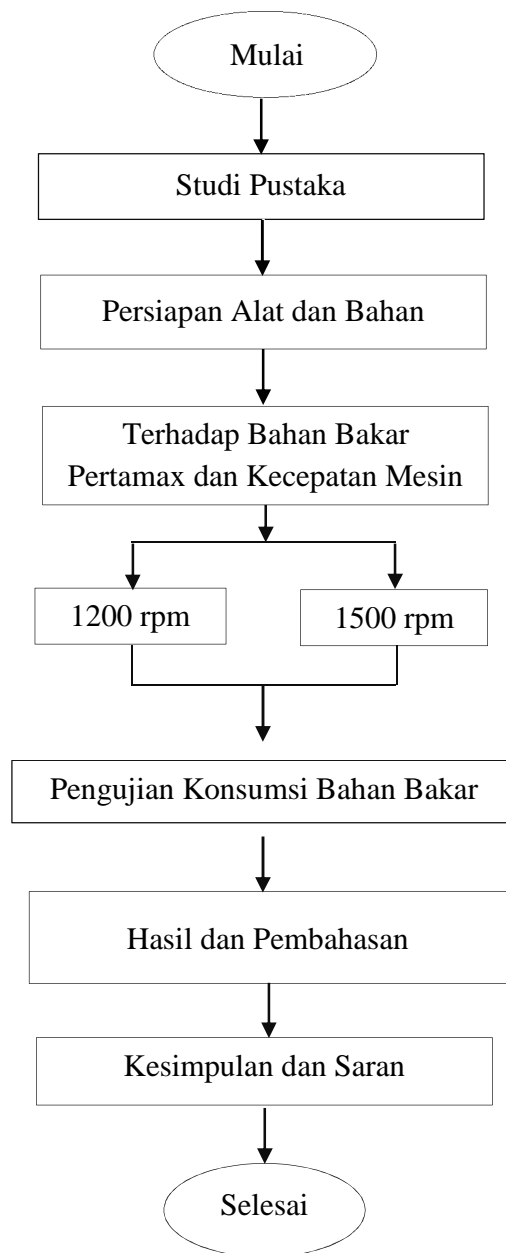 Mulai
Studi Pustaka
Persiapan Alat dan Bahan
Terhadap Bahan Bakar
Pertamax dan Kecepatan Mesin
1200 rpm
1500 rpm
Pengujian Konsumsi Bahan Bakar
Hasil dan Pembahasan
Kesimpulan dan Saran
Selesai